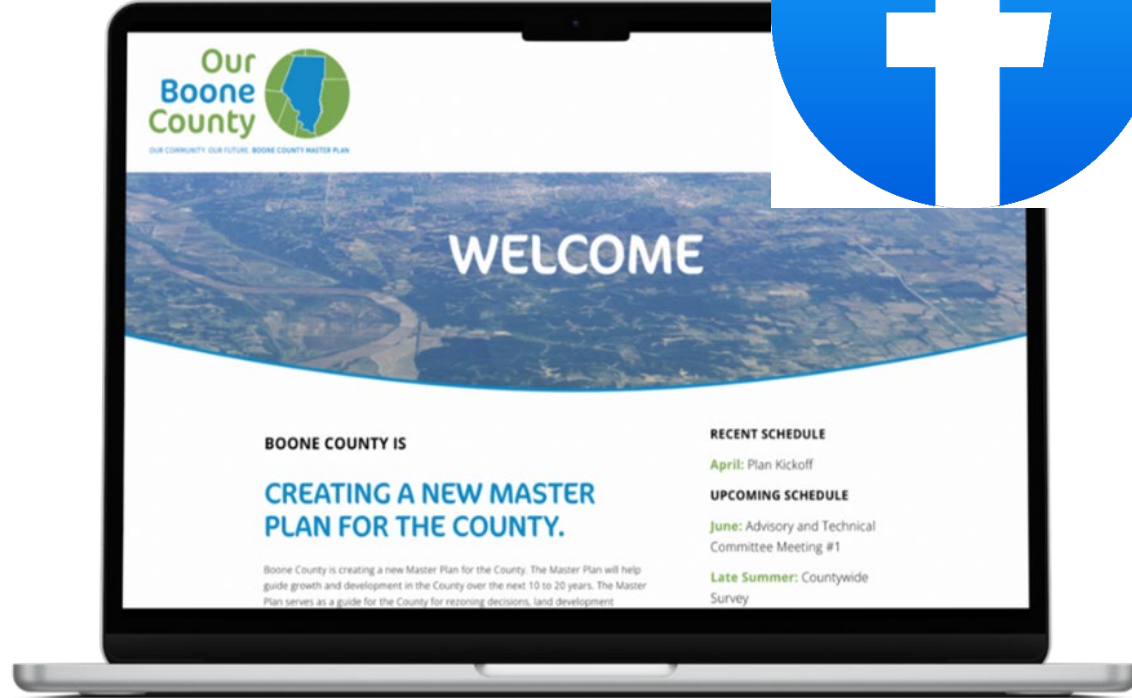 Our
Boone
County
OUR COMMUNITY. OUR FUTURE. BOONE COUNTY MASTER PLAN
WELCOME
BOONE COUNTY IS
CREATING A NEW MASTER
PLAN FOR THE COUNTY.
Boone County is creating a new Master Plan for the County. The Master Plan will help
guide growth and development in the County over the next 10 to 20 years. The Master
Plan serves as a guide for the County for rezoning decisions, land development
RECENT SCHEDULE
April: Plan Kickoff
UPCOMING SCHEDULE
June: Advisory and Technical
Committee Meeting #1
Late Summer: Countywide
Survey